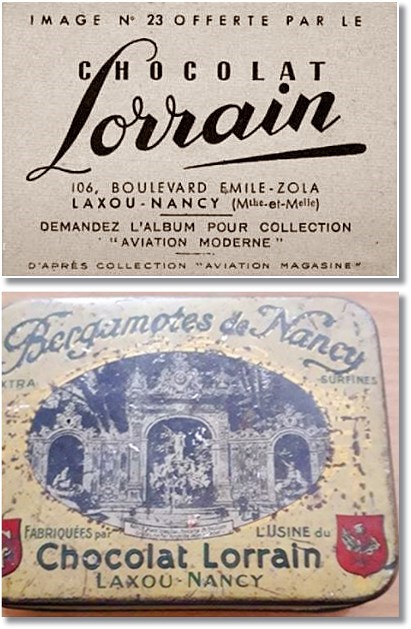 IMAGE N° 23 OFFERTE PAR LE
CHOCOLAT
Lorrain
106, BOULEVARD EMILE-ZOLA
LAXOU-NANCY (Mthe-et-Melle)
DEMANDEZ L'ALBUM POUR COLLECTION
"AVIATION MODERNE"
D'APRÈS COLLECTION "AVIATION MAGASINE"
Bergamotes de Nancy
EXTRA SURFINES
FABRIQUÉES par L'USINE du
Chocolat Lorrain
LAXOU-NANCY